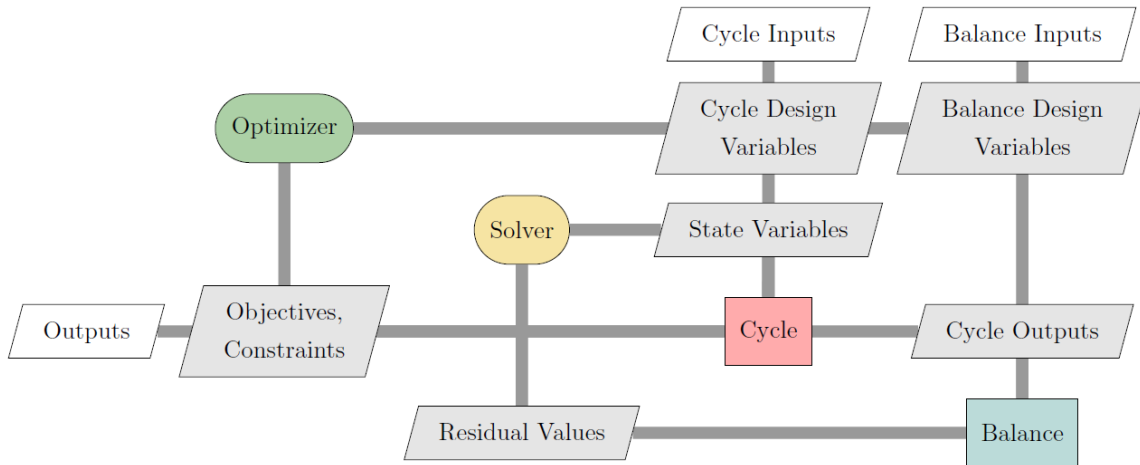 Cycle Inputs
Balance Inputs
Optimizer
Cycle Design
Variables
Balance Design
Variables
Solver
State Variables
Outputs
Objectives,
Constraints
Cycle
Cycle Outputs
Residual Values
Balance